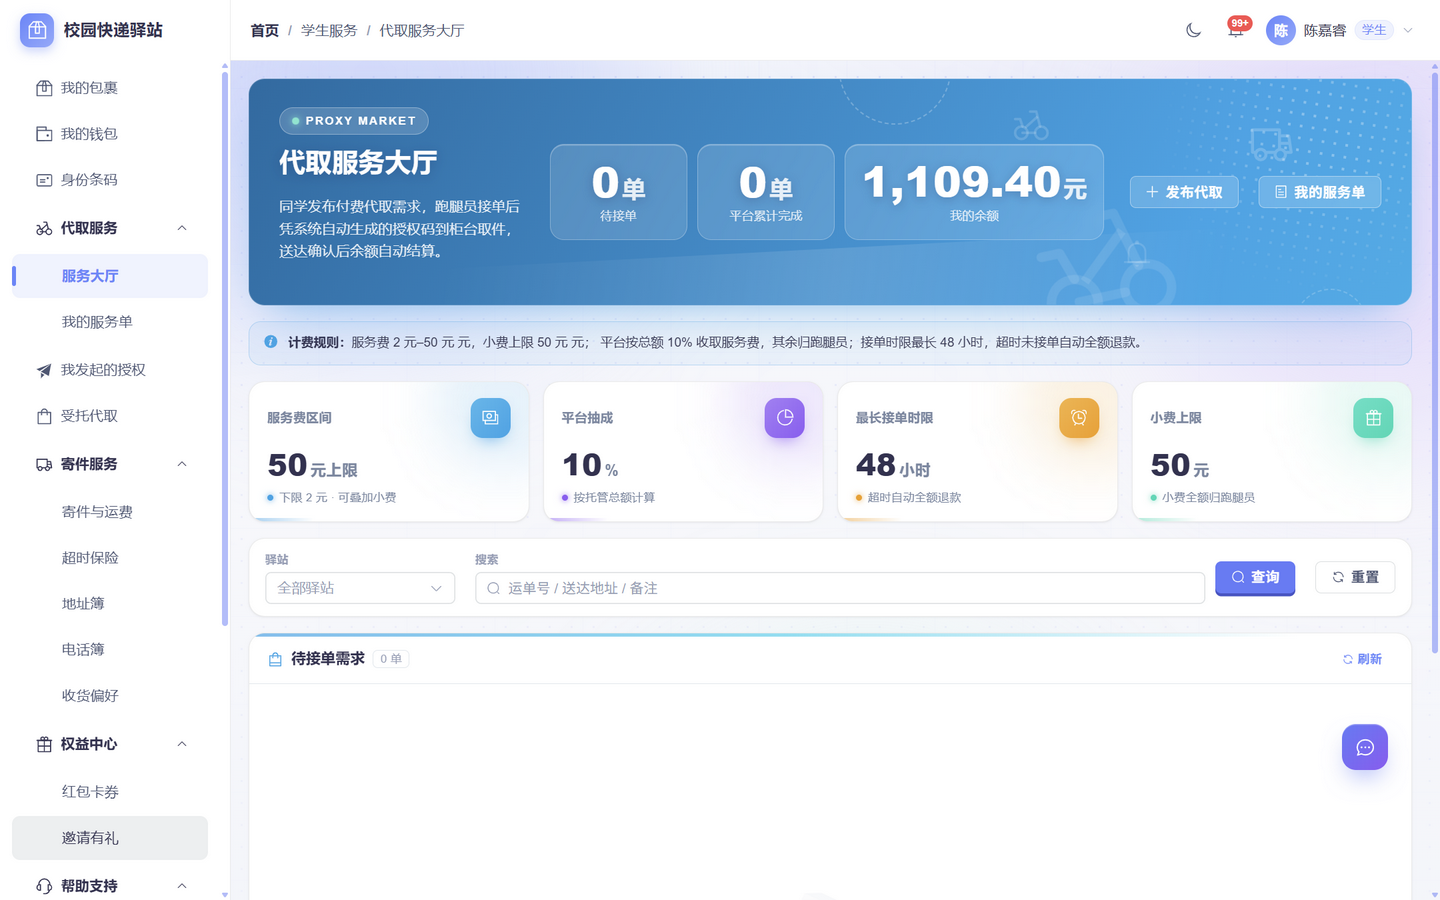 校园快递驿站
首页 / 学生服务 / 代取服务大厅
99+
陈 陈嘉睿 学生
我的包裹
我的钱包
身份条码
代取服务
服务大厅
我的服务单
我发起的授权
受托代取
寄件服务
寄件与运费
超时保险
地址簿
电话簿
收货偏好
权益中心
红包卡券
邀请有礼
帮助支持
PROXY MARKET
代取服务大厅
同学发布付费代取需求，跑腿员接单后
凭系统自动生成的授权码到柜台取件，
送达确认后余额自动结算。
0单
待接单
0单
平台累计完成
1,109.40元
我的余额
发布代取
我的服务单
计费规则：服务费 2 元–50 元 元，小费上限 50 元 元； 平台按总额 10% 收取服务费，其余归跑腿员；接单时限最长 48 小时，超时未接单自动全额退款。
服务费区间
50元上限
下限 2 元 · 可叠加小费
平台抽成
10%
按托管总额计算
最长接单时限
48小时
超时自动全额退款
小费上限
50元
小费全额归跑腿员
驿站
全部驿站
搜索
运单号 / 送达地址 / 备注
查询
重置
待接单需求 0 单
刷新